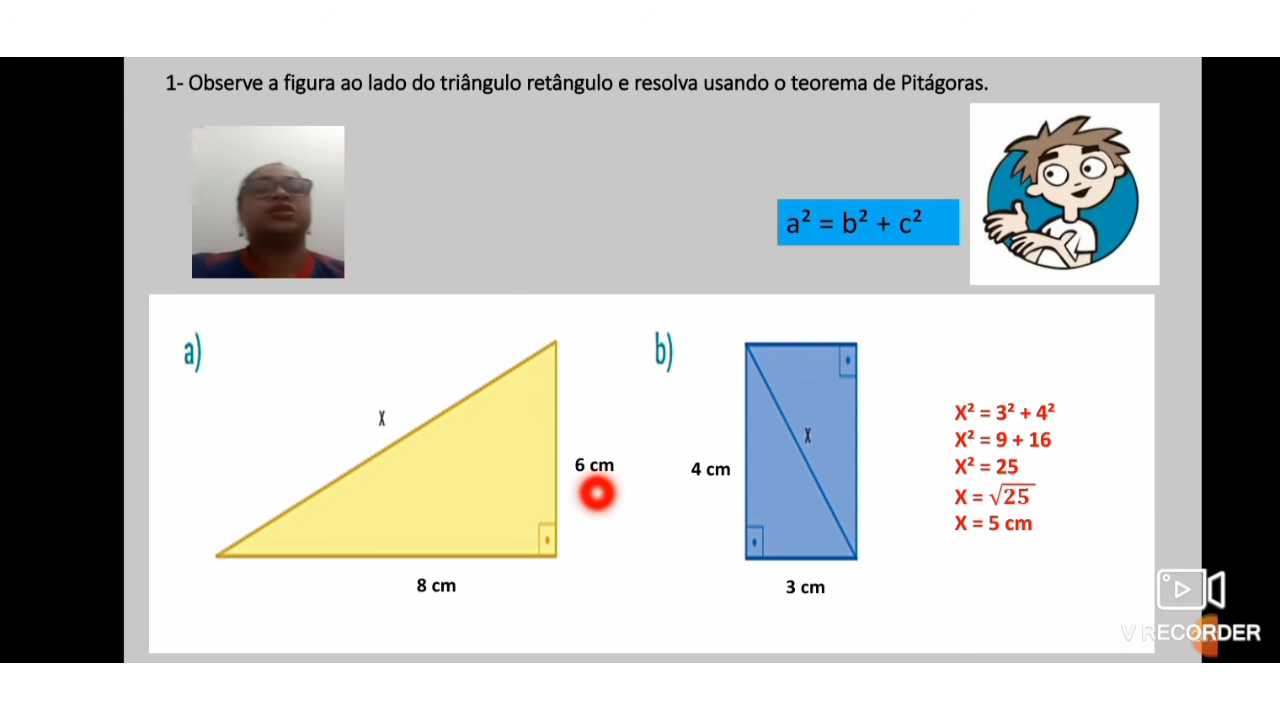 1- Observe a figura ao lado do triângulo retângulo e resolva usando o teorema de Pitágoras.
a² = b² + c²
a)
x
6 cm
8 cm
b)
4 cm
x
3 cm
X² = 3² + 4²
X² = 9 + 16
X² = 25
X = √25
X = 5 cm
V RECORDER